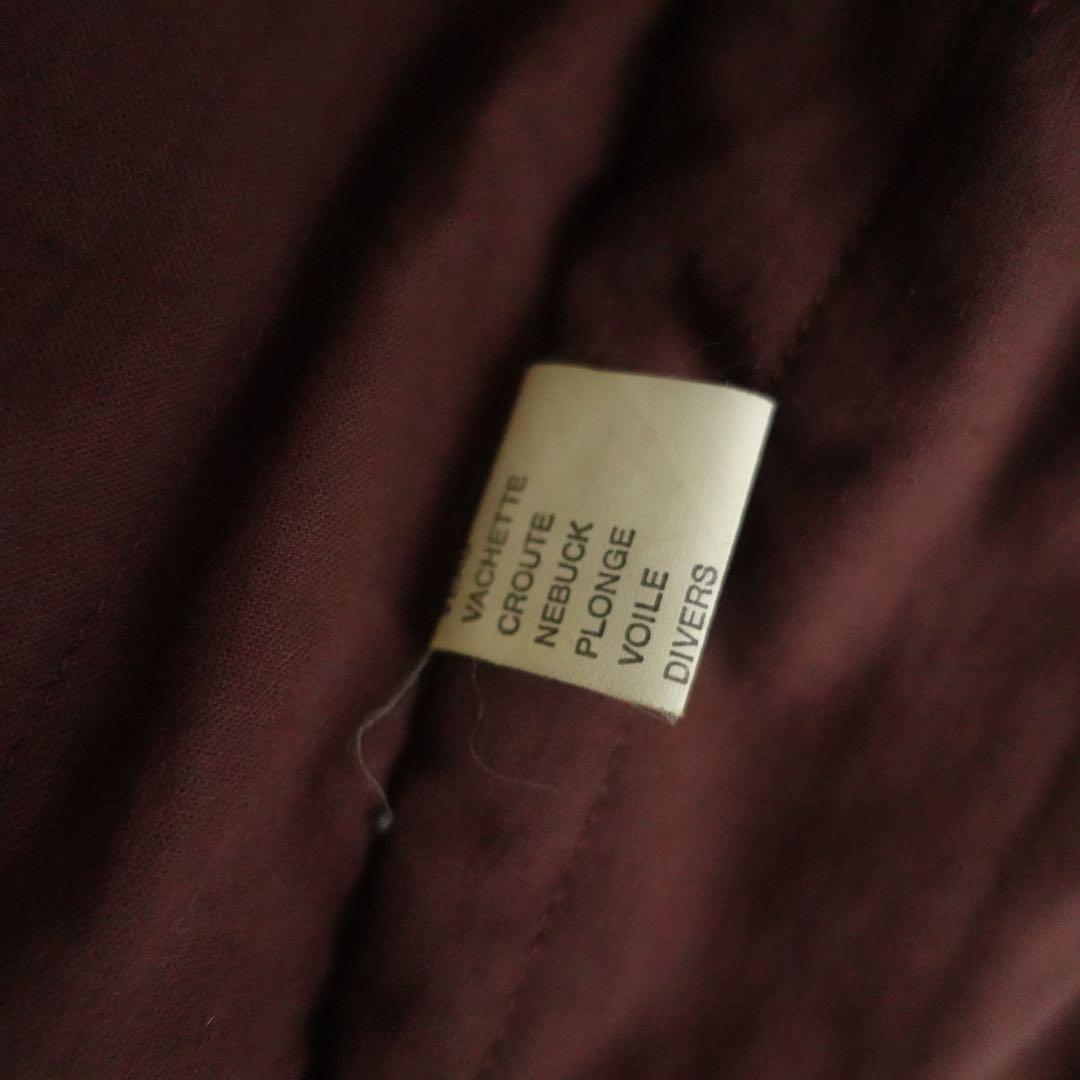 VACHETTE
CROUTE
NEBUCK
PLONGE
VOILE
DIVERS